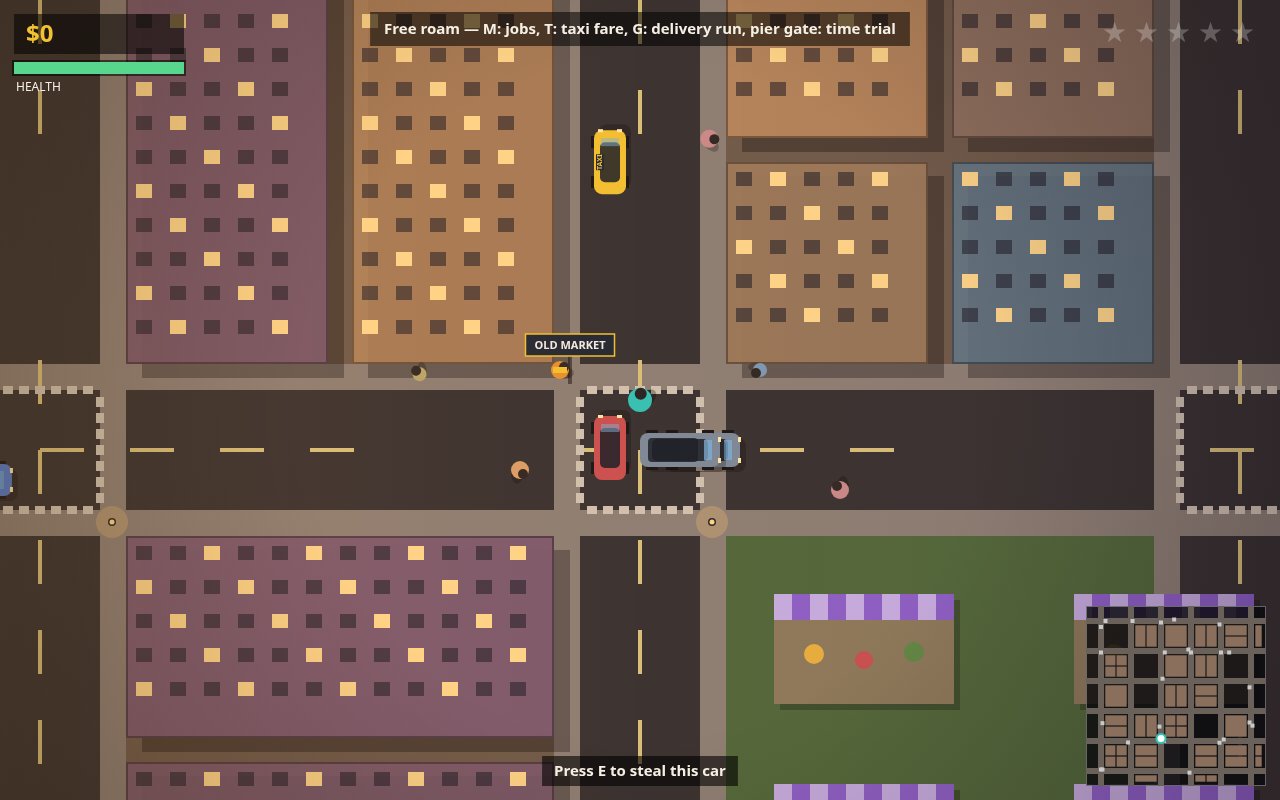 $0
Free roam — M: jobs, T: taxi fare, G: delivery run, pier gate: time trial
HEALTH
TAXI
OLD MARKET
Press E to steal this car